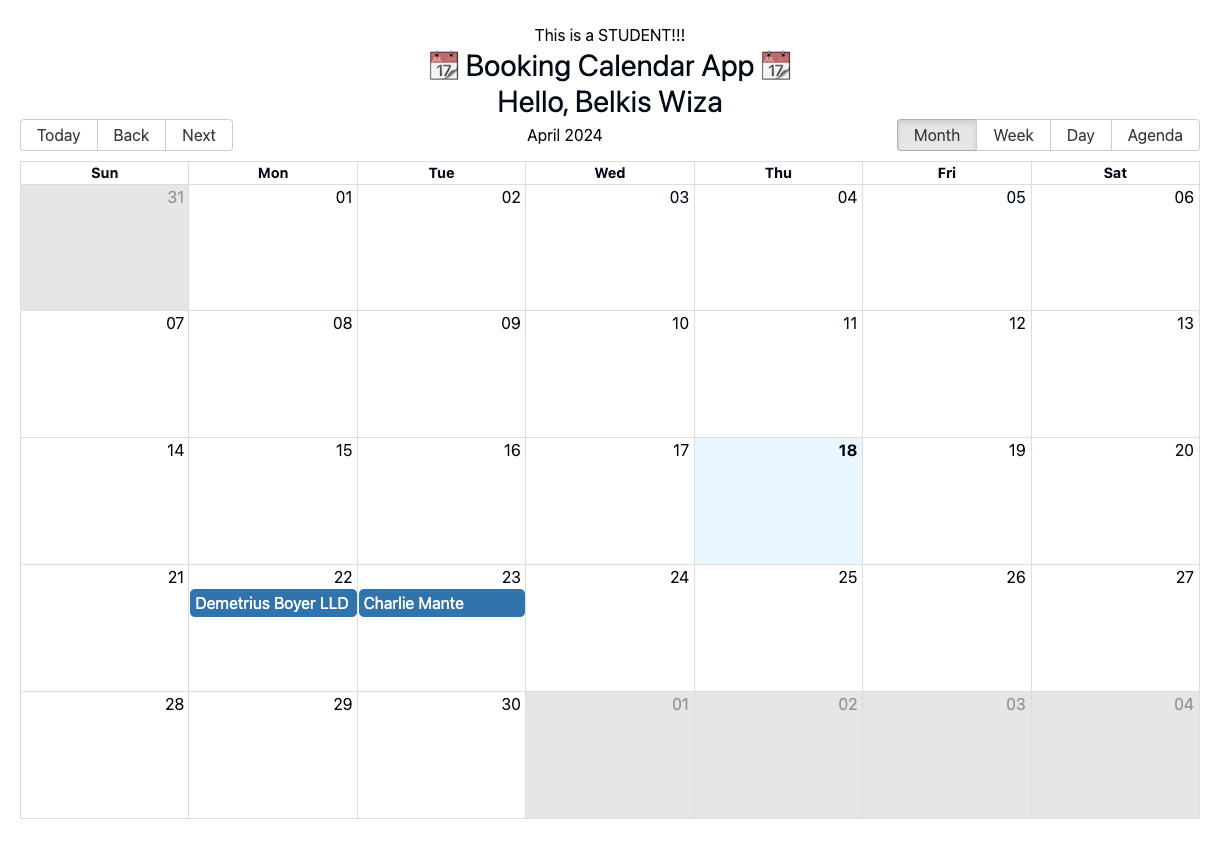 This is a STUDENT!!!
📅 Booking Calendar App 📅
Hello, Belkis Wiza
Today Back Next April 2024 Month Week Day Agenda
Sun Mon Tue Wed Thu Fri Sat
31 01 02 03 04 05 06
07 08 09 10 11 12 13
14 15 16 17 18 19 20
21 22 23 24 25 26 27
Demetrius Boyer LLD Charlie Mante
28 29 30 01 02 03 04